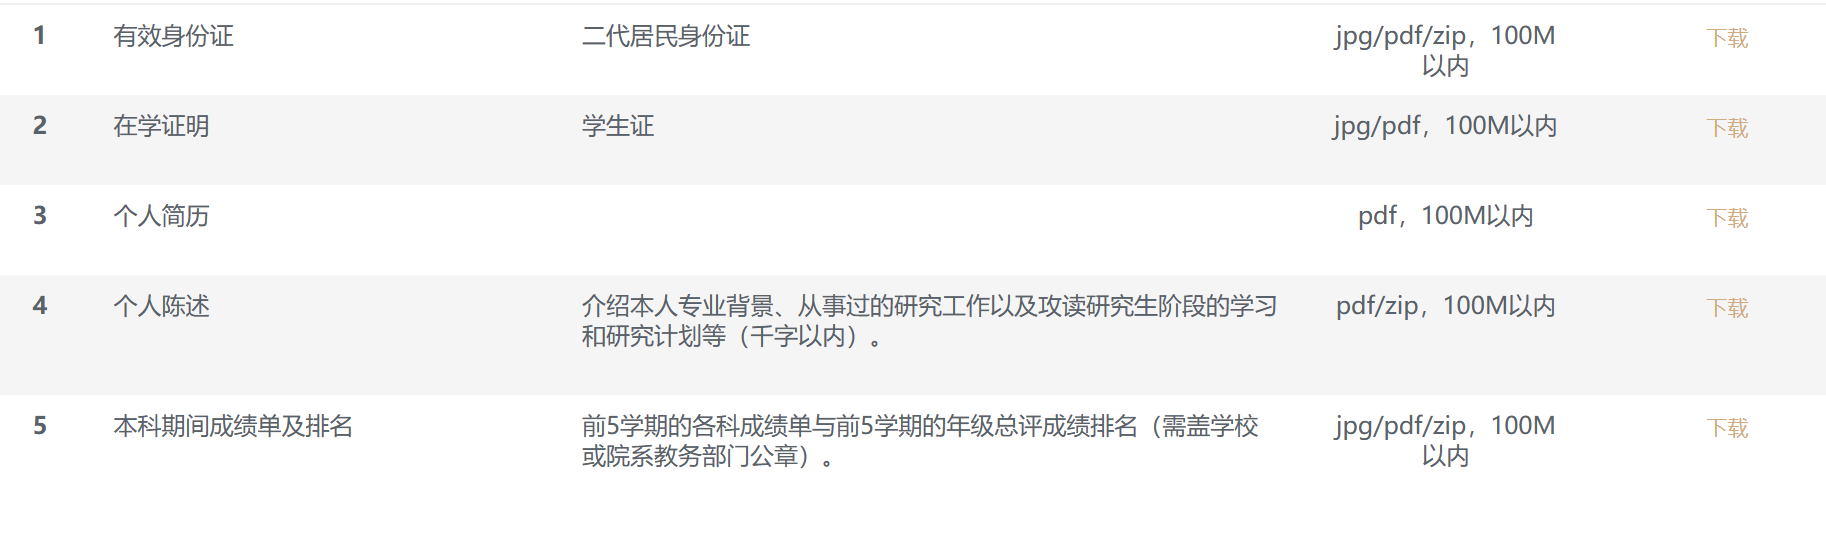 1 有效身份证 二代居民身份证 jpg/pdf/zip，100M 下载
以内
2 在学证明 学生证 jpg/pdf，100M以内 下载
3 个人简历 pdf，100M以内 下载
4 个人陈述 介绍本人专业背景、从事过的研究工作以及攻读研究生阶段的学习 pdf/zip，100M以内 下载
和研究计划等（千字以内）。
5 本科期间成绩单及排名 前5学期的各科成绩单与前5学期的年级总评成绩排名（需盖学校 jpg/pdf/zip，100M 下载
或院系教务部门公章）。 以内